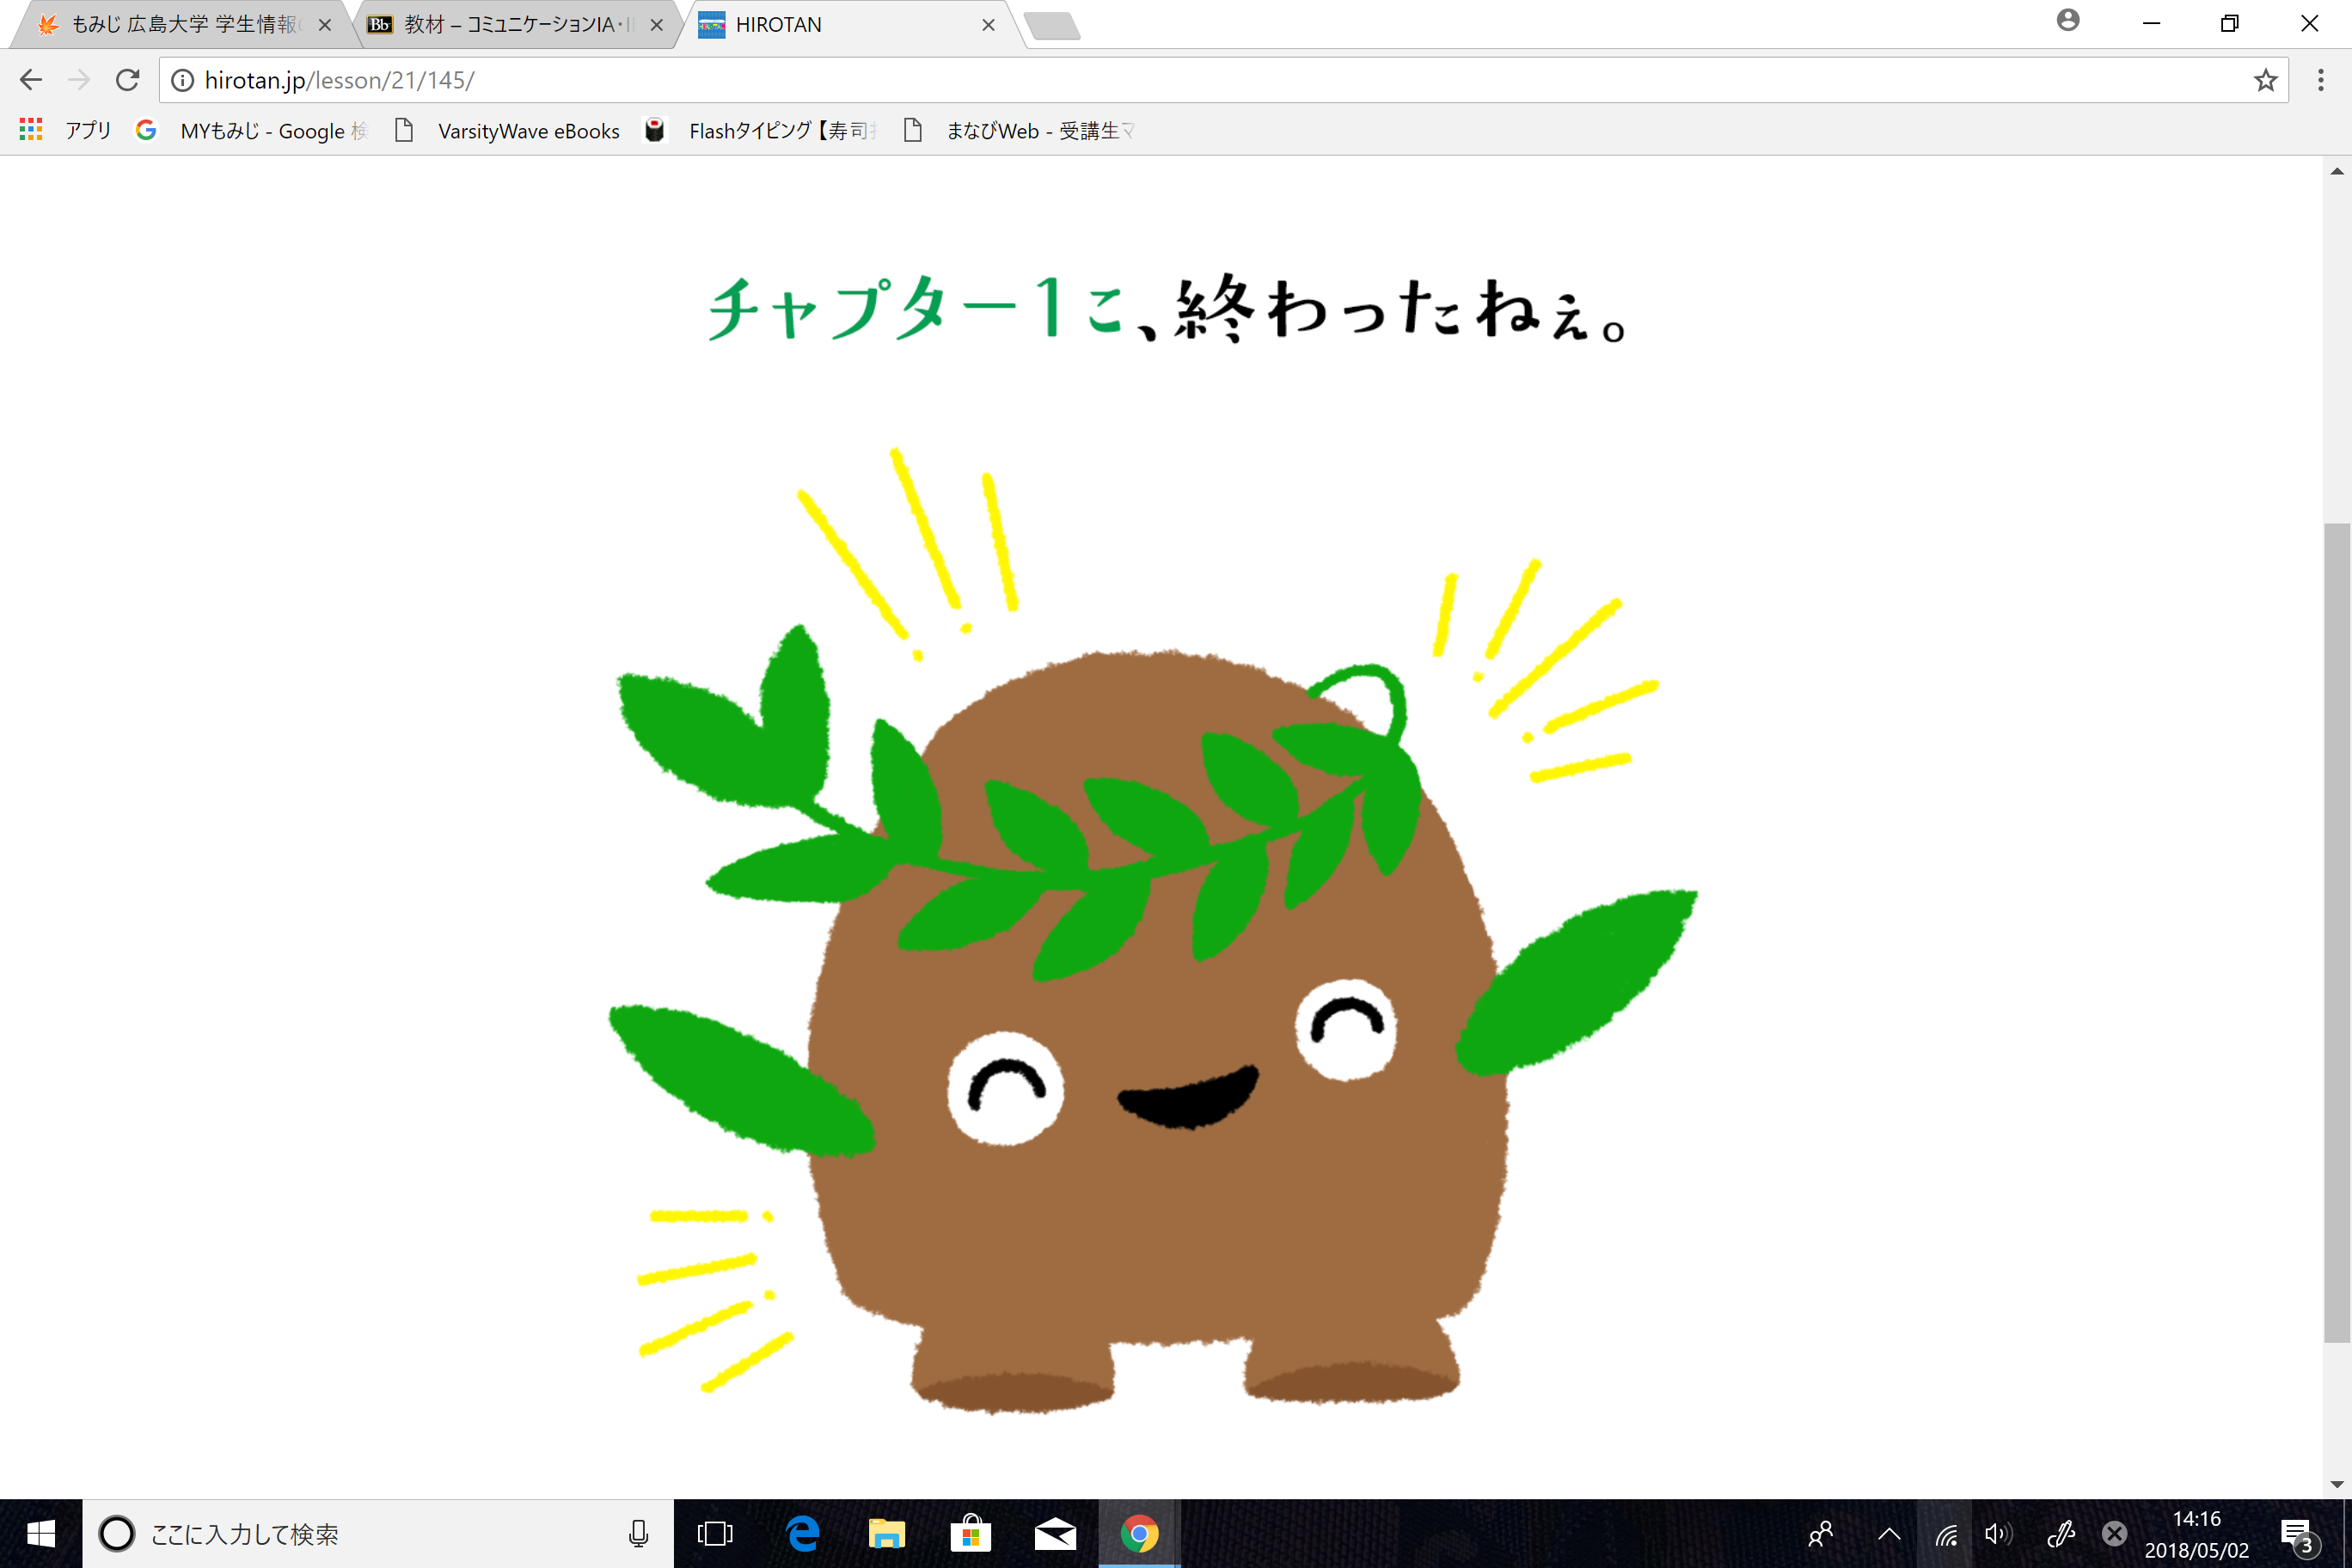 もみじ 広島大学 学生情報の
教材 – コミュニケーションIA・I
HIROTAN
hirotan.jp/lesson/21/145/
アプリ
MYもみじ - Google 検
VarsityWave eBooks
Flashタイピング【寿司打
まなびWeb - 受講生マ
チャプター1こ、終わったねぇ。
ここに入力して検索
14:16
2018/05/02
3